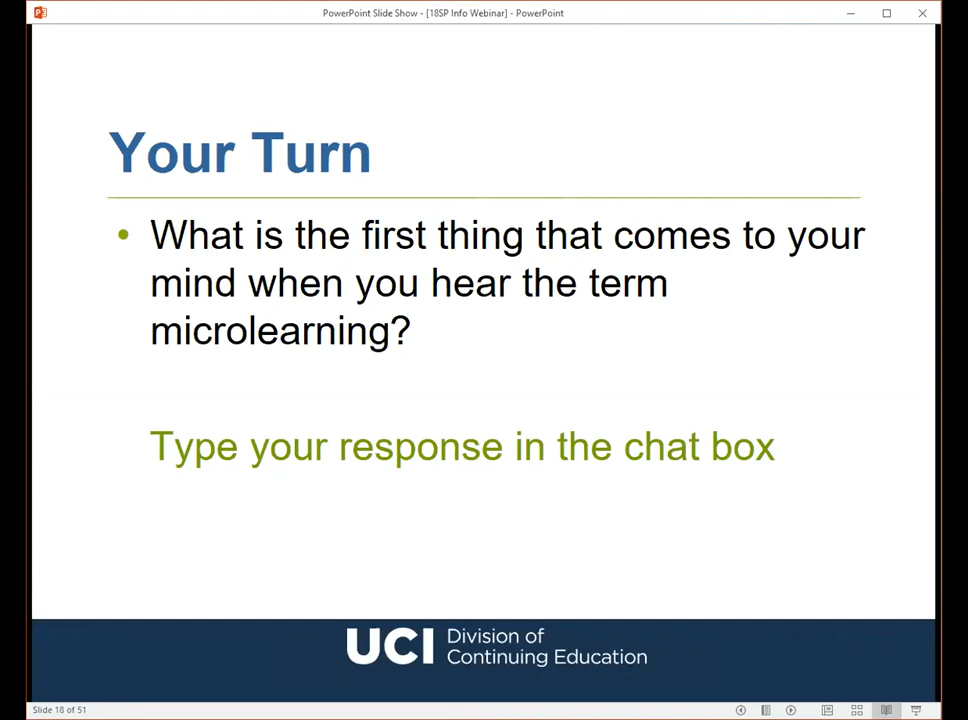 PowerPoint Slide Show - [18SP Info Webinar] - PowerPoint
Your Turn
• What is the first thing that comes to your
mind when you hear the term
microlearning?
Type your response in the chat box
UCI Division of
Continuing Education
Slide 18 of 51